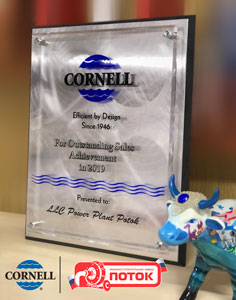 CORNELL
Efficient by Design
Since 1946
For Outstanding Sales
Achievement
in 2019
Presented to:
LLC Power Plant Potok
CORNELL
ПОТОК